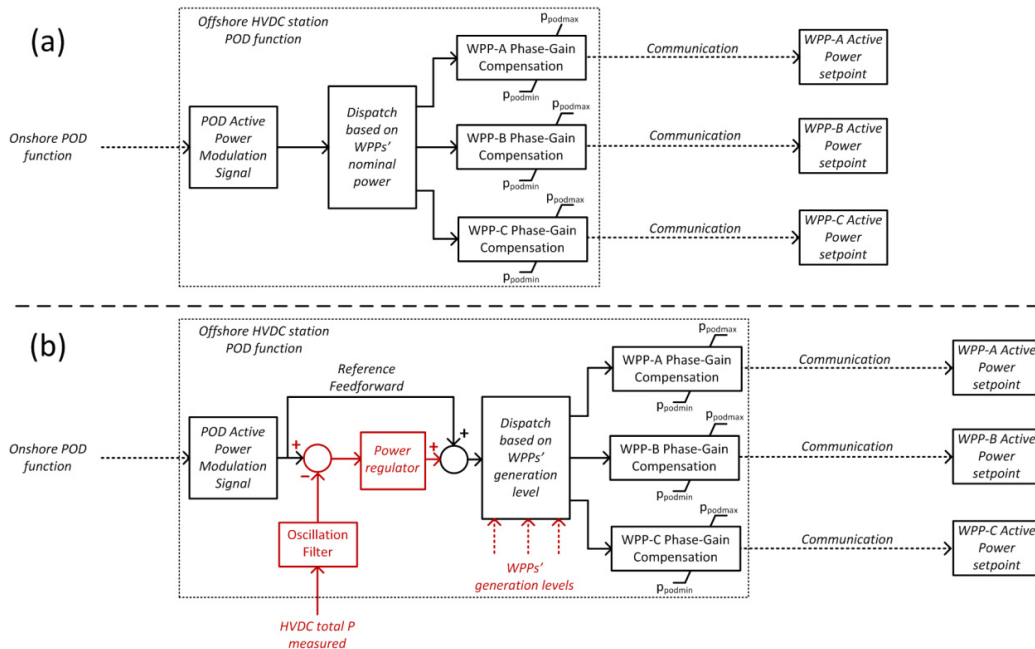 (a)
Offshore HVDC station
POD function
Onshore POD
function
POD Active
Power
Modulation
Signal
Dispatch
based on
WPPs'
nominal
power
Ppodmax
WPP-A Phase-Gain
Compensation
Ppodmin
Communication
WPP-A Active
Power
setpoint
Ppodmax
WPP-B Phase-Gain
Compensation
Ppodmin
Communication
WPP-B Active
Power
setpoint
Ppodmax
WPP-C Phase-Gain
Compensation
Ppodmin
Communication
WPP-C Active
Power
setpoint
(b)
Offshore HVDC station
POD function
Reference
Feedforward
Onshore POD
function
POD Active
Power
Modulation
Signal
+
−
Power
regulator
+
+
Oscillation
Filter
HVDC total P
measured
Dispatch
based on
WPPs'
generation
level
WPPs'
generation levels
Ppodmax
WPP-A Phase-Gain
Compensation
Ppodmin
Communication
WPP-A Active
Power
setpoint
Ppodmax
WPP-B Phase-Gain
Compensation
Ppodmin
Communication
WPP-B Active
Power
setpoint
Ppodmax
WPP-C Phase-Gain
Compensation
Ppodmin
Communication
WPP-C Active
Power
setpoint